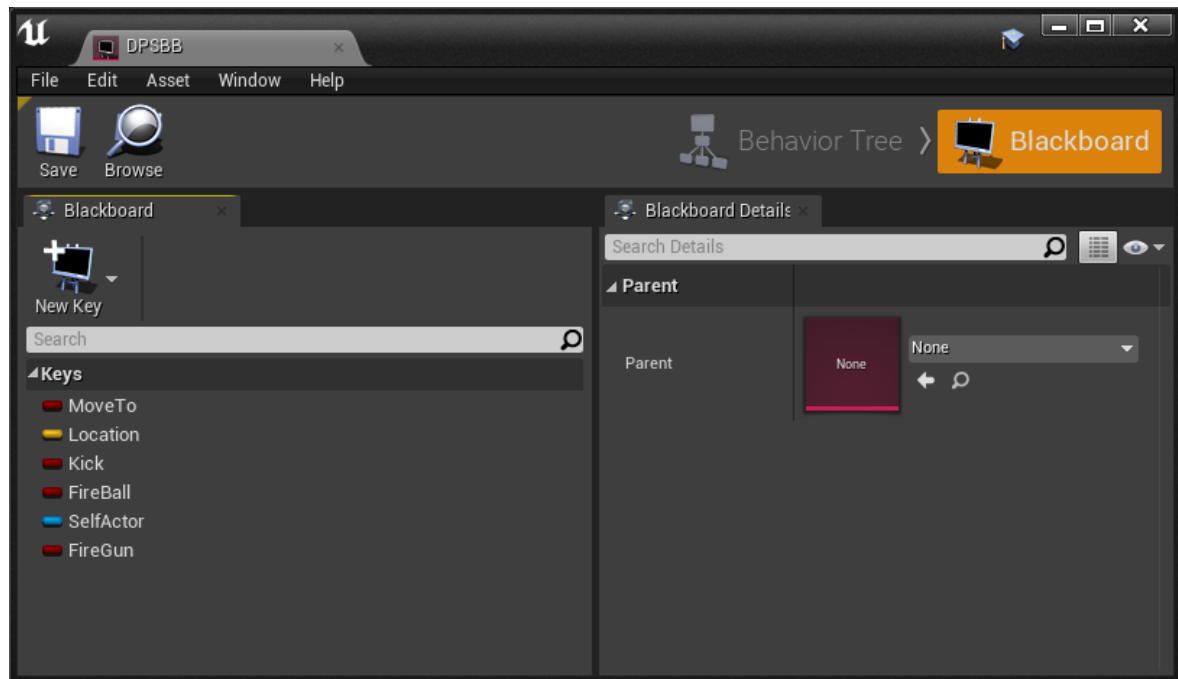 DPSBB
File Edit Asset Window Help
Save Browse
Behavior Tree Blackboard
Blackboard
New Key
Search
Keys
MoveTo
Location
Kick
FireBall
SelfActor
FireGun
Blackboard Details
Search Details
Parent
Parent
None
None